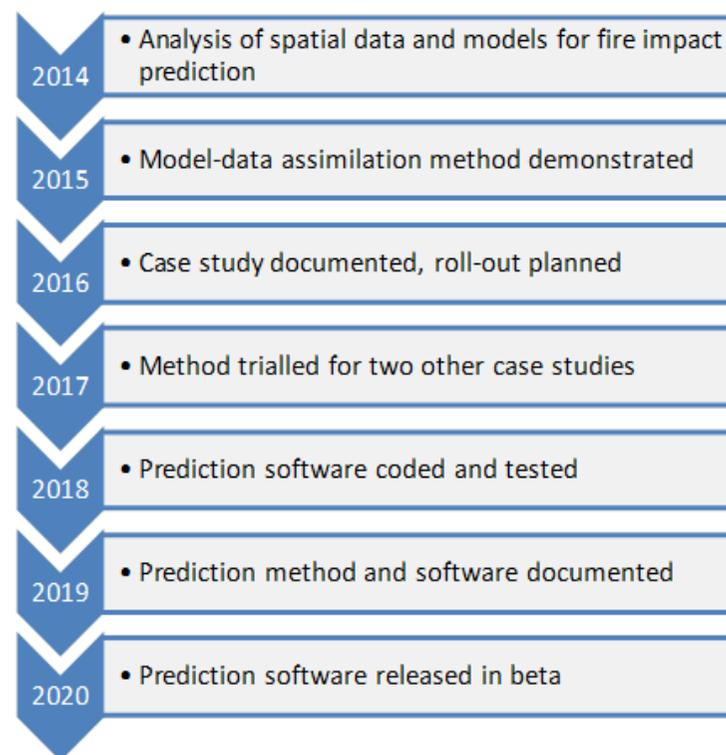 2014
• Analysis of spatial data and models for fire impact
prediction
2015
• Model-data assimilation method demonstrated
2016
• Case study documented, roll-out planned
2017
• Method trialled for two other case studies
2018
• Prediction software coded and tested
2019
• Prediction method and software documented
2020
• Prediction software released in beta